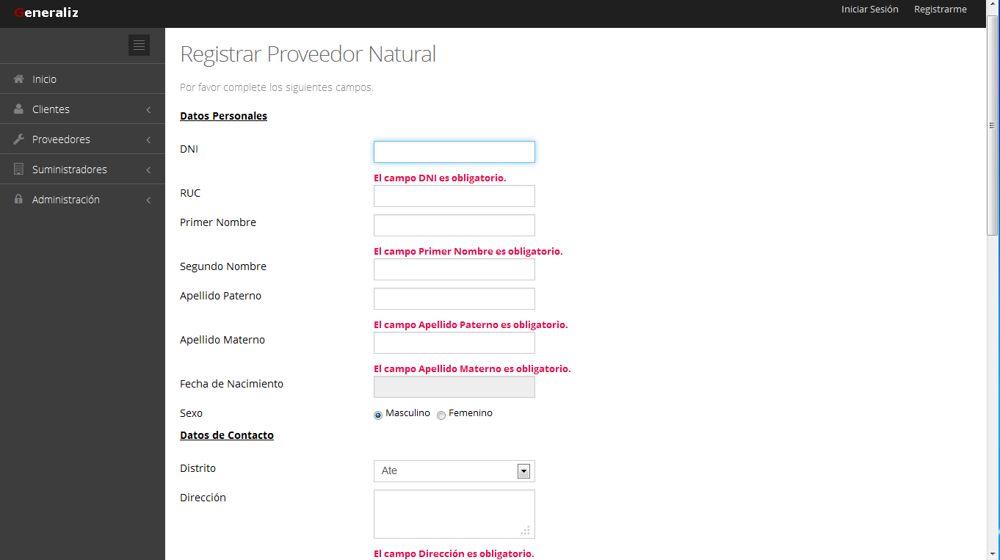 Generaliz
Iniciar Sesión Registrarme
Inicio
Clientes
Proveedores
Suministradores
Administración
Registrar Proveedor Natural
Por favor complete los siguientes campos.
Datos Personales
DNI
El campo DNI es obligatorio.
RUC
Primer Nombre
El campo Primer Nombre es obligatorio.
Segundo Nombre
Apellido Paterno
El campo Apellido Paterno es obligatorio.
Apellido Materno
El campo Apellido Materno es obligatorio.
Fecha de Nacimiento
Sexo Masculino Femenino
Datos de Contacto
Distrito Ate
Dirección
El campo Dirección es obligatorio.